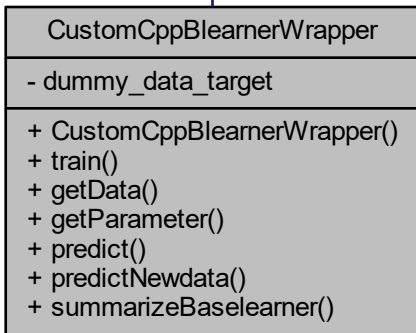 CustomCppBlearnerWrapper
- dummy_data_target
+ CustomCppBlearnerWrapper()
+ train()
+ getData()
+ getParameter()
+ predict()
+ predictNewdata()
+ summarizeBaselearner()